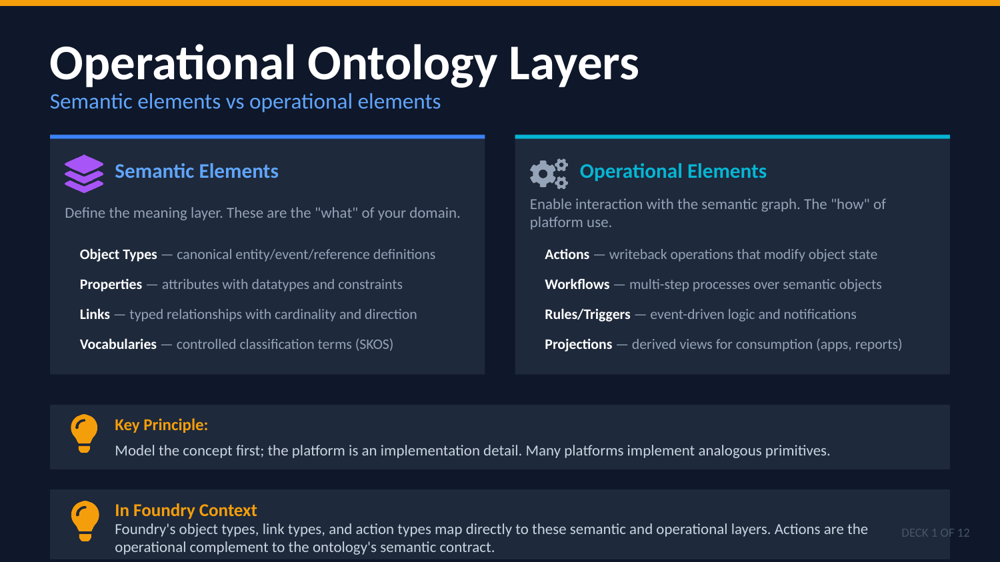 Operational Ontology Layers
Semantic elements vs operational elements
Semantic Elements
Define the meaning layer. These are the "what" of your domain.
Object Types — canonical entity/event/reference definitions
Properties — attributes with datatypes and constraints
Links — typed relationships with cardinality and direction
Vocabularies — controlled classification terms (SKOS)
Operational Elements
Enable interaction with the semantic graph. The "how" of
platform use.
Actions — writeback operations that modify object state
Workflows — multi-step processes over semantic objects
Rules/Triggers — event-driven logic and notifications
Projections — derived views for consumption (apps, reports)
Key Principle:
Model the concept first; the platform is an implementation detail. Many platforms implement analogous primitives.
In Foundry Context
Foundry's object types, link types, and action types map directly to these semantic and operational layers. Actions are the
operational complement to the ontology's semantic contract.
DECK 1 OF 12